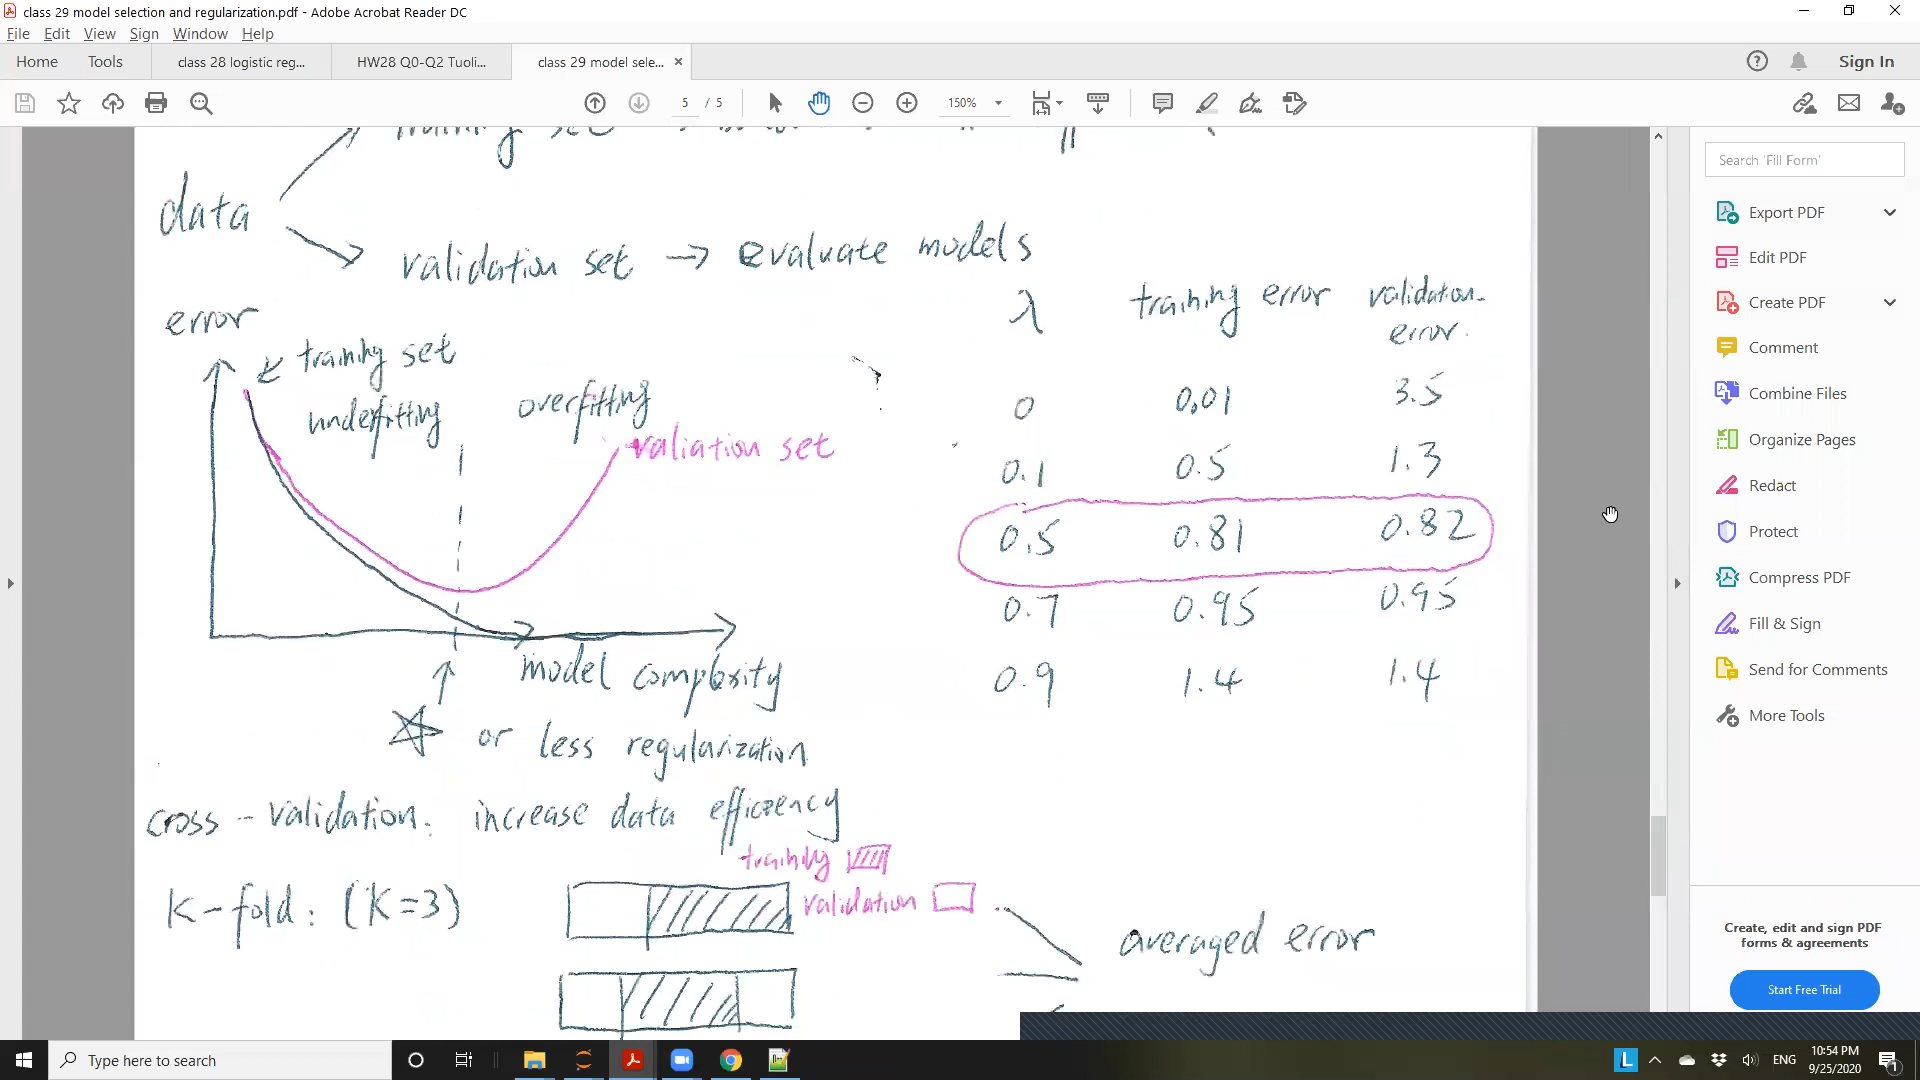 class 29 model selection and regularization.pdf - Adobe Acrobat Reader DC
File Edit View Sign Window Help
Home Tools class 28 logistic reg... HW28 Q0-Q2 Tuoli... class 29 model sele... ×
Sign In
5 / 5 150%
Search 'Fill Form'
training set
data
validation set → evaluate models
error
training set
underfitting overfitting
valiation set
model complexity
or less regularization
λ training error validation
error.
0 0.01 3.5
0.1 0.5 1.3
0.5 0.81 0.82
0.7 0.95 0.95
0.9 1.4 1.4
cross - validation. increase data efficiency
training
K-fold: (K=3)
validation
averaged error
Export PDF
Edit PDF
Create PDF
Comment
Combine Files
Organize Pages
Redact
Protect
Compress PDF
Fill & Sign
Send for Comments
More Tools
Create, edit and sign PDF
forms & agreements
Start Free Trial
Type here to search
L
ENG
10:54 PM
9/25/2020
1